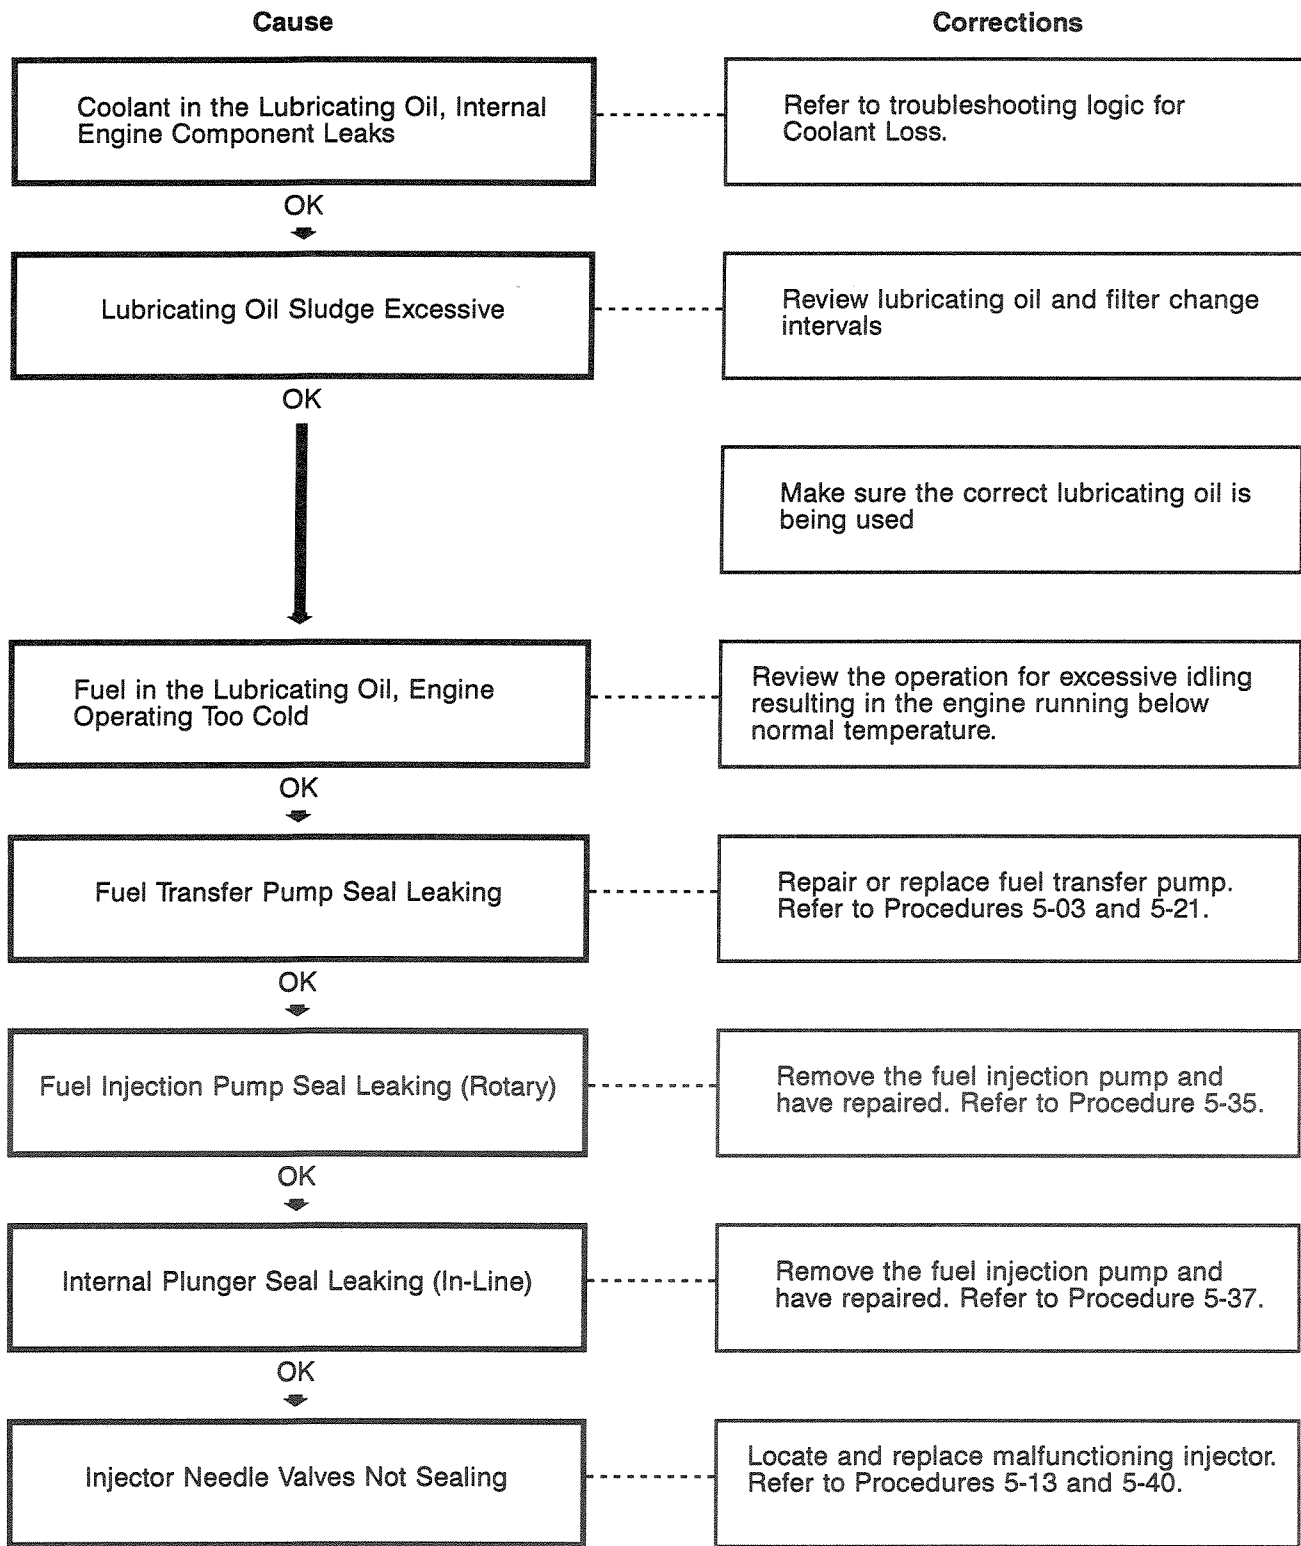 Cause
Corrections
Coolant in the Lubricating Oil, Internal
Engine Component Leaks
Refer to troubleshooting logic for
Coolant Loss.
OK
Lubricating Oil Sludge Excessive
Review lubricating oil and filter change
intervals
OK
Make sure the correct lubricating oil is
being used
Fuel in the Lubricating Oil, Engine
Operating Too Cold
Review the operation for excessive idling
resulting in the engine running below
normal temperature.
OK
Fuel Transfer Pump Seal Leaking
Repair or replace fuel transfer pump.
Refer to Procedures 5-03 and 5-21.
OK
Fuel Injection Pump Seal Leaking (Rotary)
Remove the fuel injection pump and
have repaired. Refer to Procedure 5-35.
OK
Internal Plunger Seal Leaking (In-Line)
Remove the fuel injection pump and
have repaired. Refer to Procedure 5-37.
OK
Injector Needle Valves Not Sealing
Locate and replace malfunctioning injector.
Refer to Procedures 5-13 and 5-40.